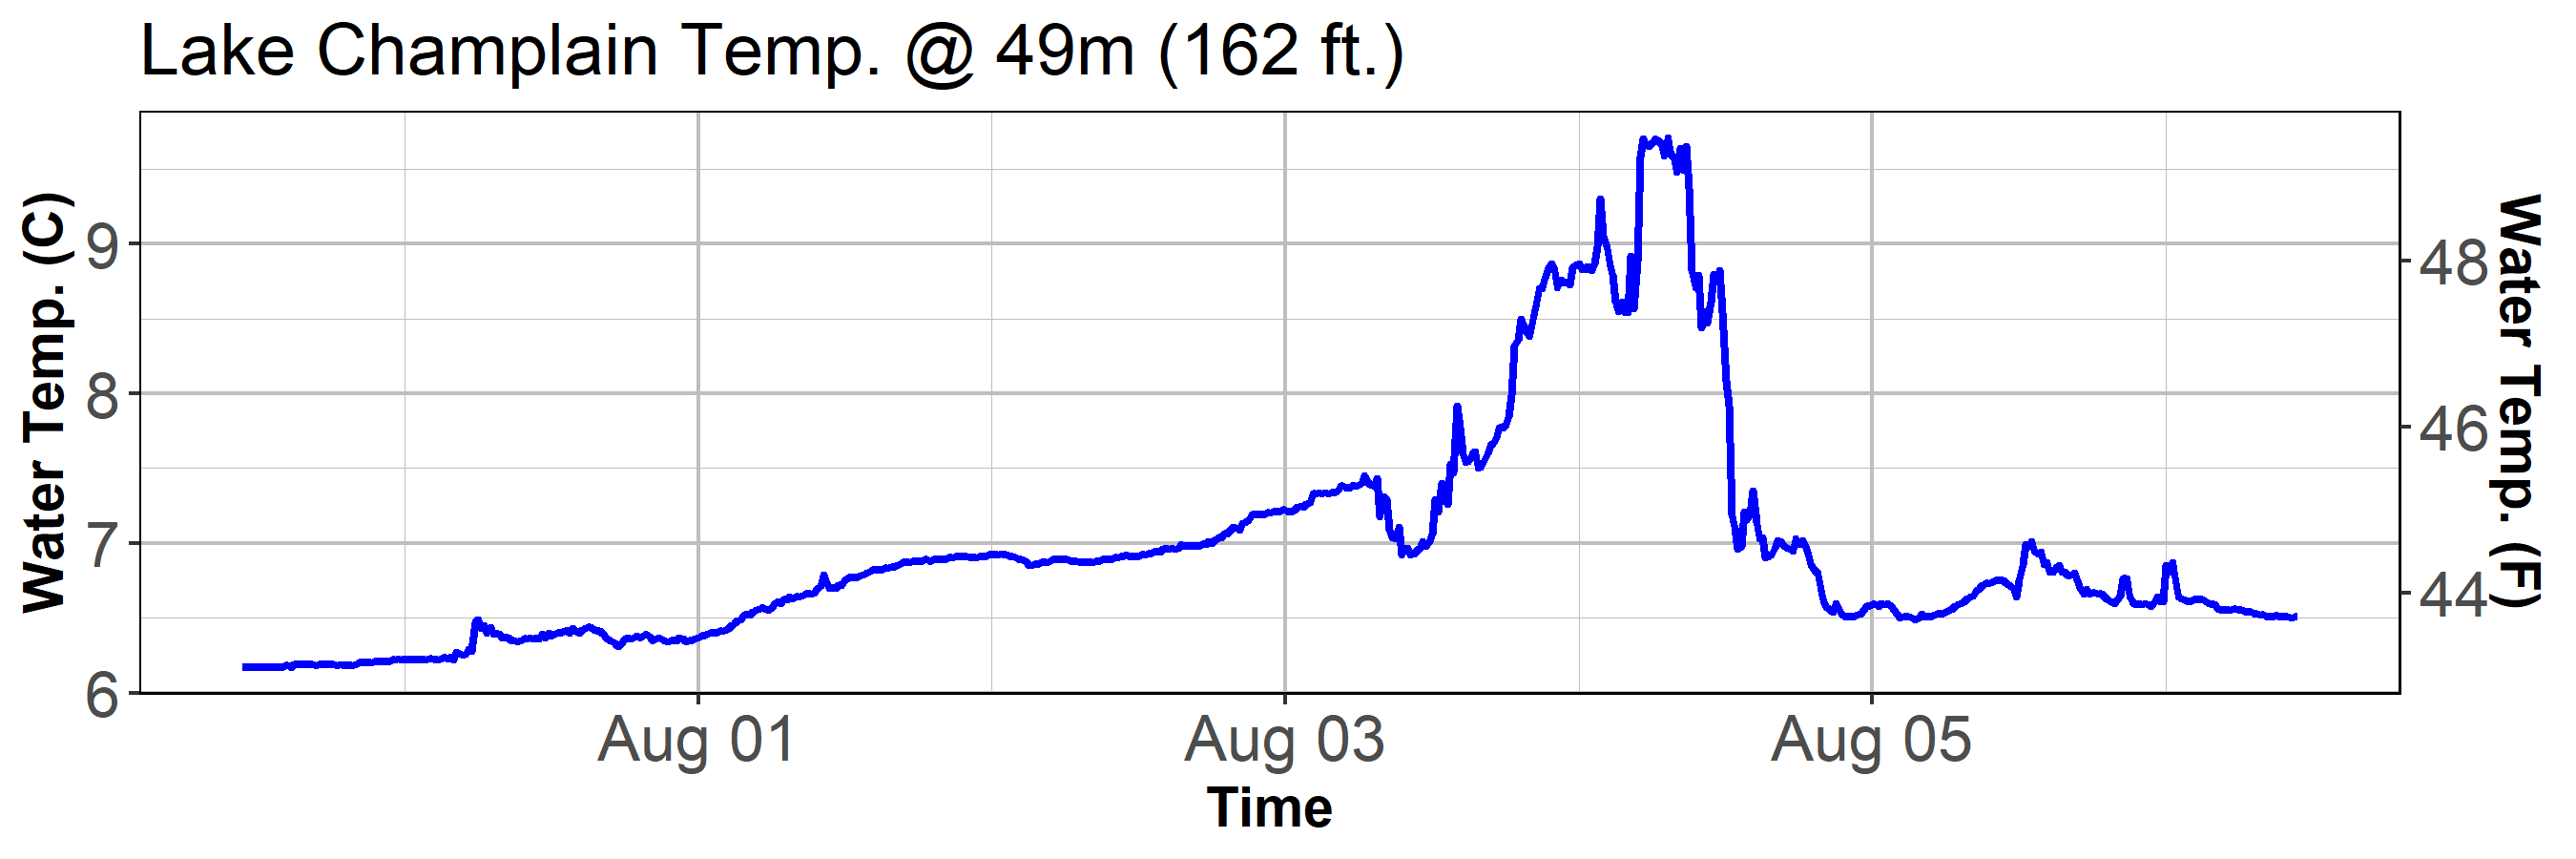 Lake Champlain Temp. @ 49m (162 ft.)
Water Temp. (C)
9
8
7
6
48
46
44
Water Temp. (F)
Aug 01 Aug 03 Aug 05
Time